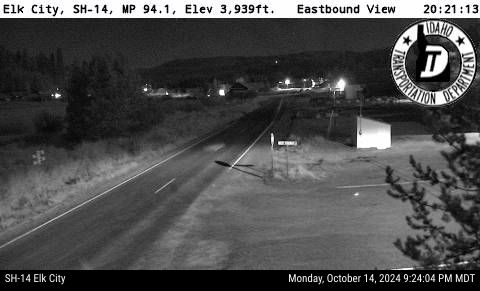 Elk City, SH-14, MP 94.1, Elev 3,939ft. Eastbound View 20:21:13
IDAHO
TRANSPORTATION DEPARTMENT
SH-14 Elk City Monday, October 14, 2024 9:24:04 PM MDT